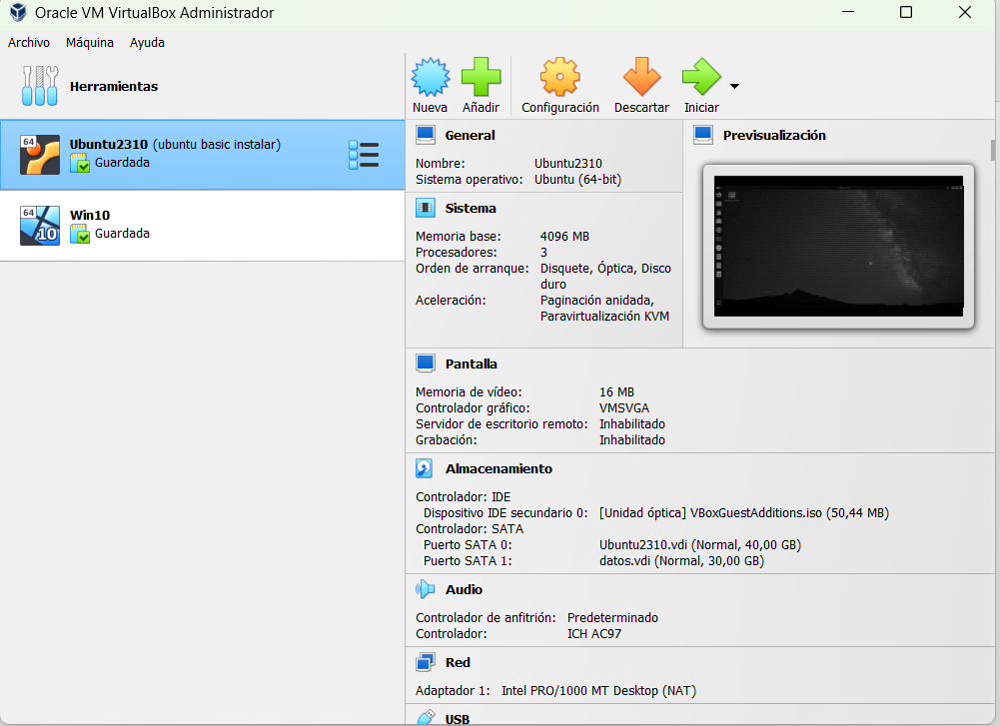 Oracle VM VirtualBox Administrador
Archivo Máquina Ayuda
Herramientas
Nueva Añadir Configuración Descartar Iniciar
64
Ubuntu2310 (ubuntu basic instalar)
Guardada
64
10
Win10
Guardada
General
Nombre: Ubuntu2310
Sistema operativo: Ubuntu (64-bit)
Previsualización
Sistema
Memoria base: 4096 MB
Procesadores: 3
Orden de arranque: Disquete, Óptica, Disco
duro
Aceleración: Paginación anidada,
Paravirtualización KVM
Pantalla
Memoria de vídeo: 16 MB
Controlador gráfico: VMSVGA
Servidor de escritorio remoto: Inhabilitado
Grabación: Inhabilitado
Almacenamiento
Controlador: IDE
Dispositivo IDE secundario 0: [Unidad óptica] VBoxGuestAdditions.iso (50,44 MB)
Controlador: SATA
Puerto SATA 0: Ubuntu2310.vdi (Normal, 40,00 GB)
Puerto SATA 1: datos.vdi (Normal, 30,00 GB)
Audio
Controlador de anfitrión: Predeterminado
Controlador: ICH AC97
Red
Adaptador 1: Intel PRO/1000 MT Desktop (NAT)
USB